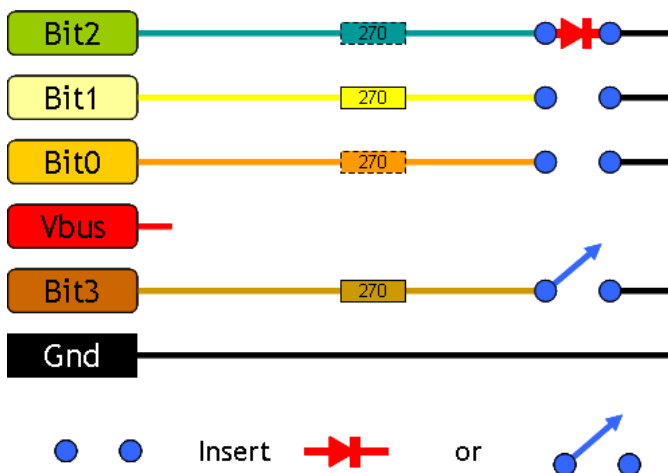 Bit2 270
Bit1 270
Bit0 270
Vbus
Bit3 270
Gnd
Insert or